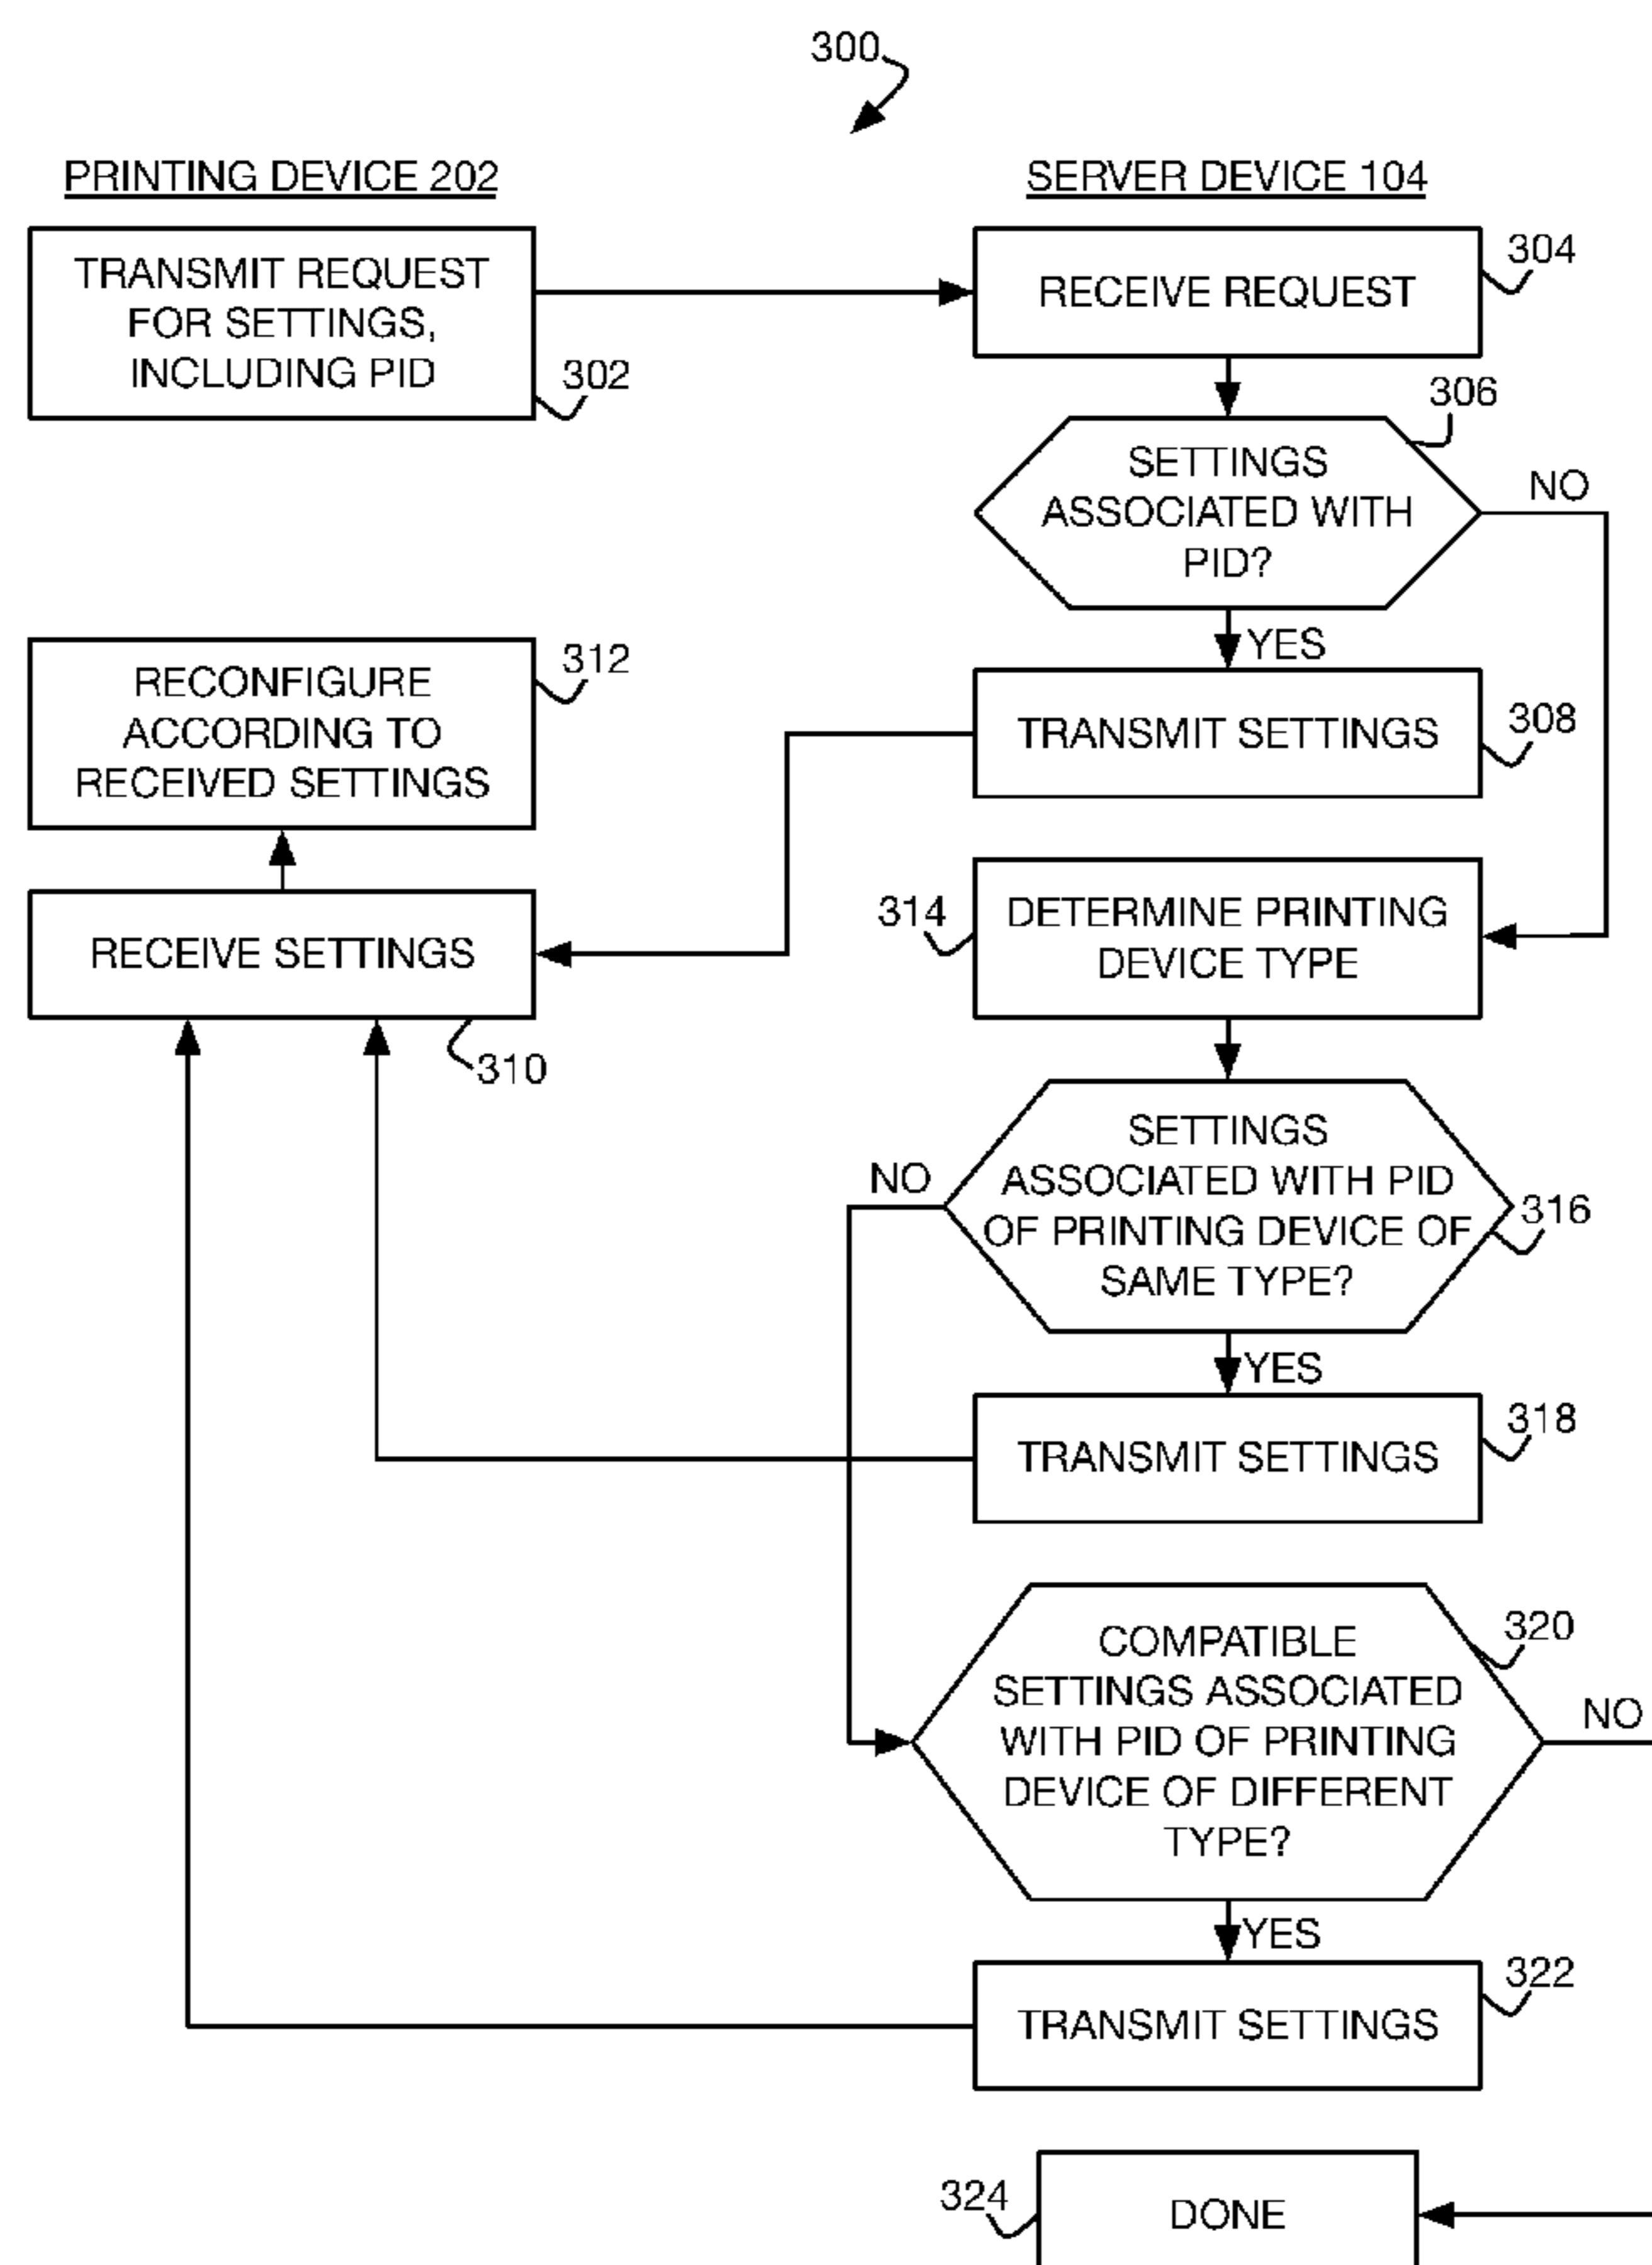 300
PRINTING DEVICE 202
SERVER DEVICE 104
TRANSMIT REQUEST
FOR SETTINGS,
INCLUDING PID
302
RECEIVE REQUEST
304
306
SETTINGS
ASSOCIATED WITH
PID?
NO
YES
RECONFIGURE
ACCORDING TO
RECEIVED SETTINGS
312
TRANSMIT SETTINGS
308
RECEIVE SETTINGS
310
314
DETERMINE PRINTING
DEVICE TYPE
SETTINGS
ASSOCIATED WITH PID
OF PRINTING DEVICE OF
SAME TYPE?
NO
316
YES
TRANSMIT SETTINGS
318
COMPATIBLE
SETTINGS ASSOCIATED
WITH PID OF PRINTING
DEVICE OF DIFFERENT
TYPE?
320
NO
YES
TRANSMIT SETTINGS
322
324
DONE